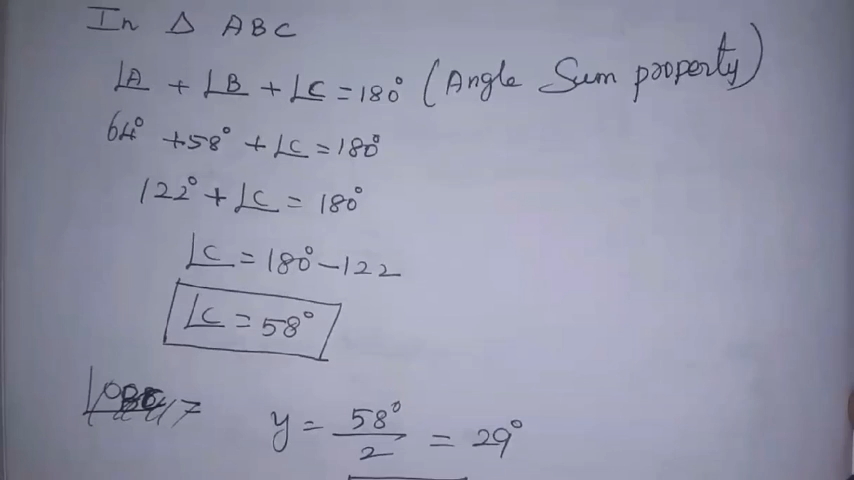 In Δ ABC
∠A + ∠B + ∠C = 180° (Angle Sum property)
64° + 58° + ∠C = 180°
122° + ∠C = 180°
∠C = 180° - 122
∠C = 58°
y = 58°/2 = 29°